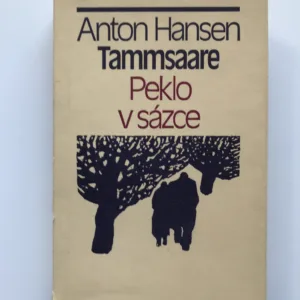 Anton Hansen
Tammsaare
Peklo
v sázce